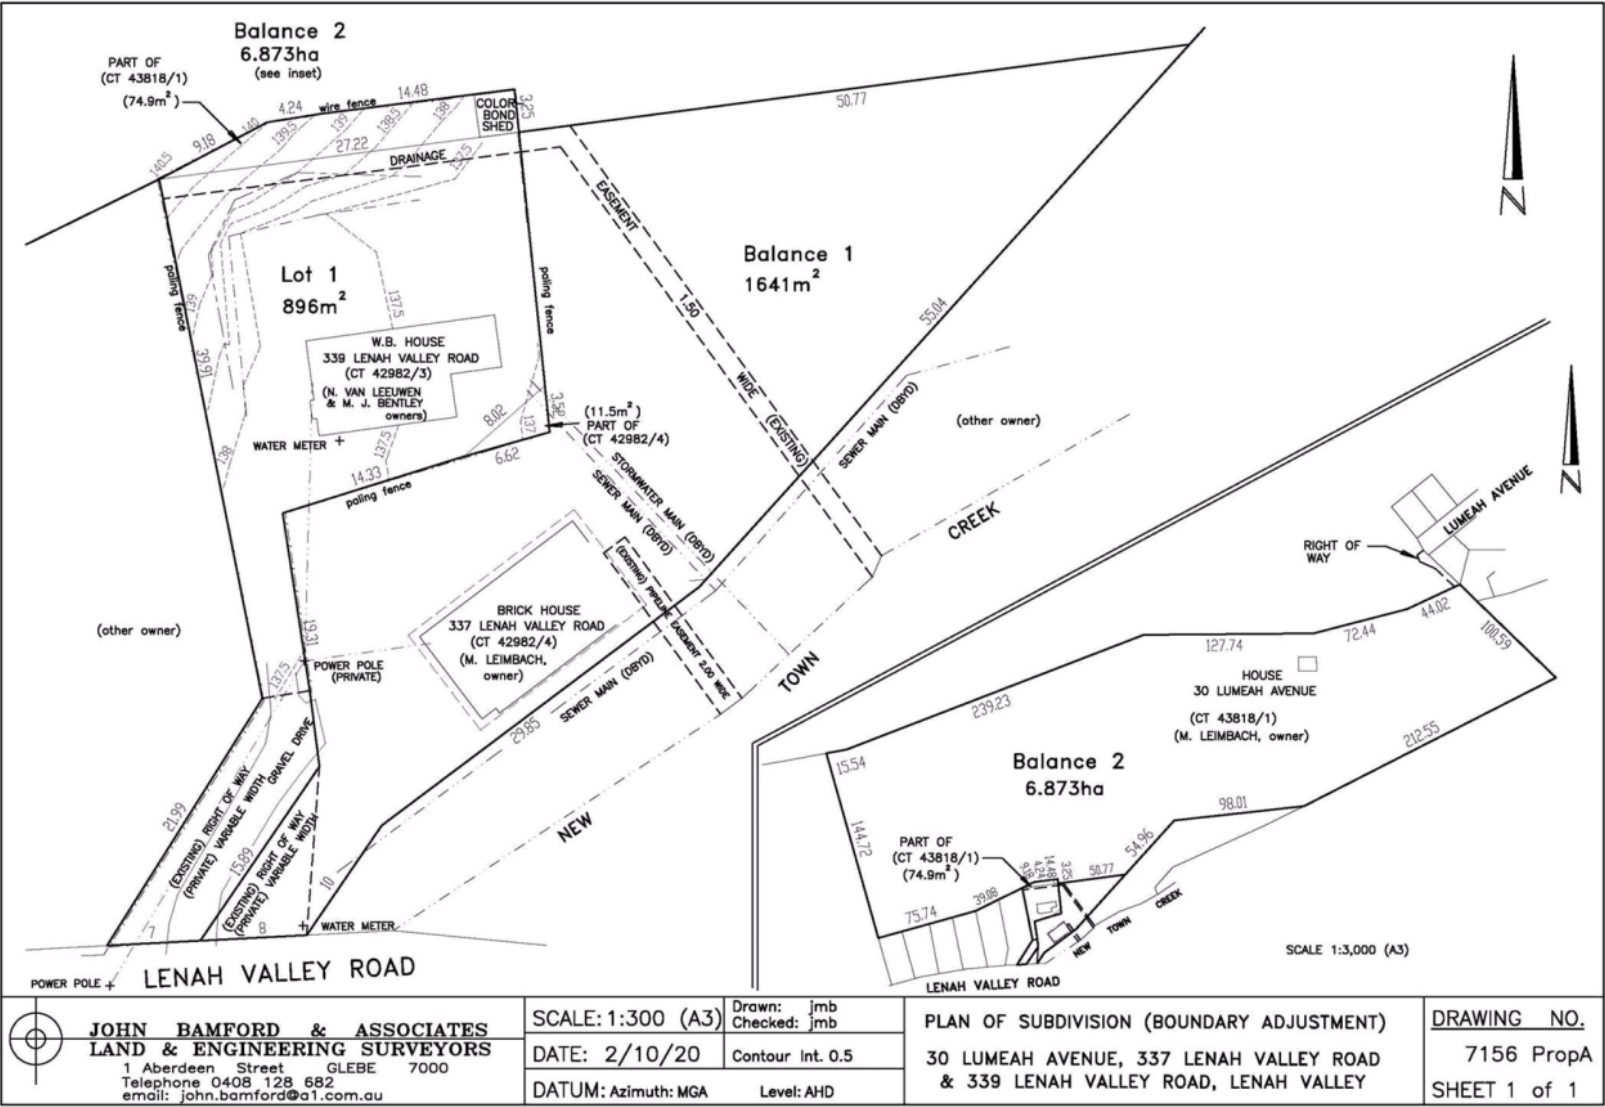 Balance 2
6.873ha
(see inset)
PART OF
(CT 43818/1)
(74.9m²)
14.48
4.24
wire fence
COLOR
BOND
SHED
3.25
50.77
9.18
140
139.5
139
138.5
138
140.5
27.22
DRAINAGE
137.5
EASEMENT
Balance 1
1641m²
Lot 1
896m²
paling fence
139
39.91
137.5
paling fence
1.50
55.04
W.B. HOUSE
339 LENAH VALLEY ROAD
(CT 42982/3)
(N. VAN LEEUWEN
& M. J. BENTLEY
owners)
WIDE
(EXISTING)
SEWER MAIN (DBYD)
(other owner)
8.02
3.52
137
(11.5m²)
PART OF
(CT 42982/4)
WATER METER +
137.5
138
14.33
paling fence
6.62
STORMWATER MAIN (DBYD)
SEWER MAIN (DBYD)
CREEK
(EXISTING) PIPELINE EASEMENT 2.00 WIDE
BRICK HOUSE
337 LENAH VALLEY ROAD
(CT 42982/4)
(M. LEIMBACH,
owner)
(other owner)
19.31
POWER POLE
(PRIVATE)
137.5
SEWER MAIN (DBYD)
TOWN
29.85
GRAVEL DRIVE
21.99
(EXISTING) RIGHT OF WAY
(PRIVATE) VARIABLE WIDTH
15.89
(EXISTING) RIGHT OF WAY
(PRIVATE) VARIABLE WIDTH
NEW
10
7
8
WATER METER
POWER POLE +
LENAH VALLEY ROAD
N
N
LUMEAH AVENUE
RIGHT OF
WAY
44.02
72.44
127.74
100.59
HOUSE
30 LUMEAH AVENUE
(CT 43818/1)
(M. LEIMBACH, owner)
239.23
212.55
15.54
Balance 2
6.873ha
98.01
144.72
54.96
PART OF
(CT 43818/1)
(74.9m²)
9.18
4.24
14.48
3.25
50.77
39.08
75.74
NEW
TOWN
CREEK
SCALE 1:3,000 (A3)
LENAH VALLEY ROAD
JOHN BAMFORD & ASSOCIATES
LAND & ENGINEERING SURVEYORS
1 Aberdeen Street GLEBE 7000
Telephone 0408 128 682
email: john.bamford@a1.com.au
SCALE: 1:300 (A3)
Drawn: jmb
Checked: jmb
DATE: 2/10/20
Contour Int. 0.5
DATUM: Azimuth: MGA Level: AHD
PLAN OF SUBDIVISION (BOUNDARY ADJUSTMENT)
30 LUMEAH AVENUE, 337 LENAH VALLEY ROAD
& 339 LENAH VALLEY ROAD, LENAH VALLEY
DRAWING NO.
7156 PropA
SHEET 1 of 1